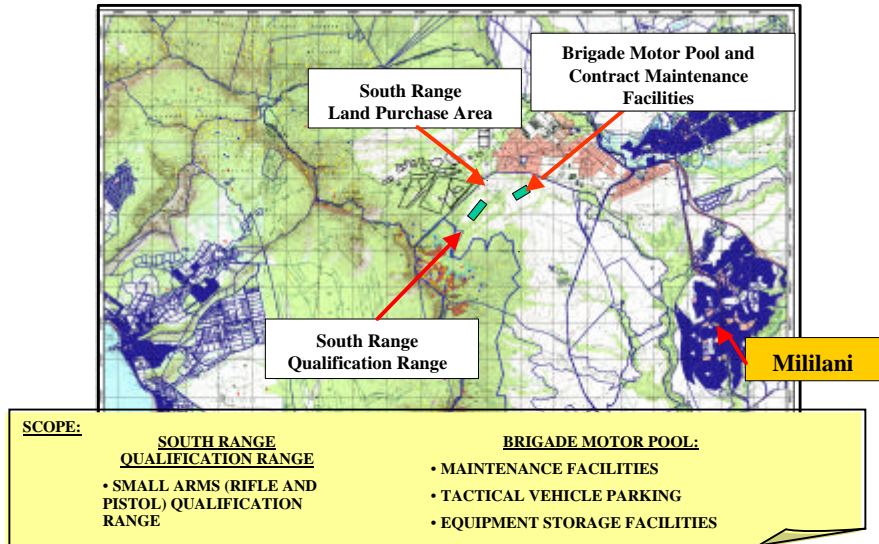 Brigade Motor Pool and
Contract Maintenance
Facilities
South Range
Land Purchase Area
South Range
Qualification Range
Mililani
SCOPE:
SOUTH RANGE
QUALIFICATION RANGE
• SMALL ARMS (RIFLE AND
PISTOL) QUALIFICATION
RANGE
BRIGADE MOTOR POOL:
• MAINTENANCE FACILITIES
• TACTICAL VEHICLE PARKING
• EQUIPMENT STORAGE FACILITIES